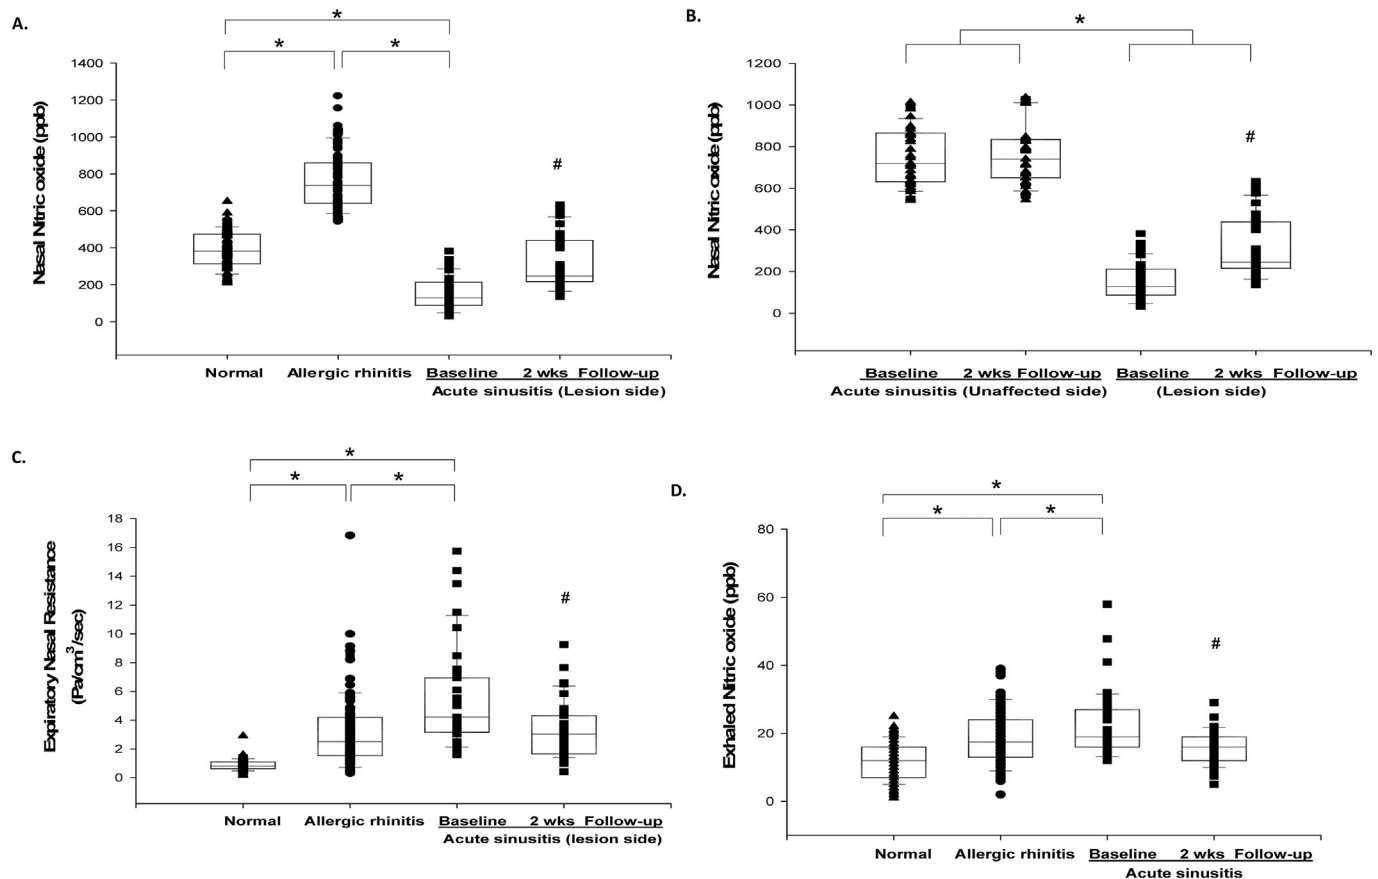 A.
*
*
*
Nasal Nitric oxide (ppb)
1400
1200
1000
800
600
400
200
0
#
Normal
Allergic rhinitis
Baseline
2 wks Follow-up
Acute sinusitis (Lesion side)
B.
*
Nasal Nitric oxide (ppb)
1200
1000
800
600
400
200
0
#
Baseline
2 wks Follow-up
Baseline
2 wks Follow-up
Acute sinusitis (Unaffected side)
(Lesion side)
C.
*
*
*
Expiratory Nasal Resistance
(Pa/cm³/sec)
18
16
14
12
10
8
6
4
2
0
#
Normal
Allergic rhinitis
Baseline
2 wks Follow-up
Acute sinusitis (lesion side)
D.
*
*
*
Exhaled Nitric oxide (ppb)
80
60
40
20
0
#
Normal
Allergic rhinitis
Baseline
2 wks Follow-up
Acute sinusitis